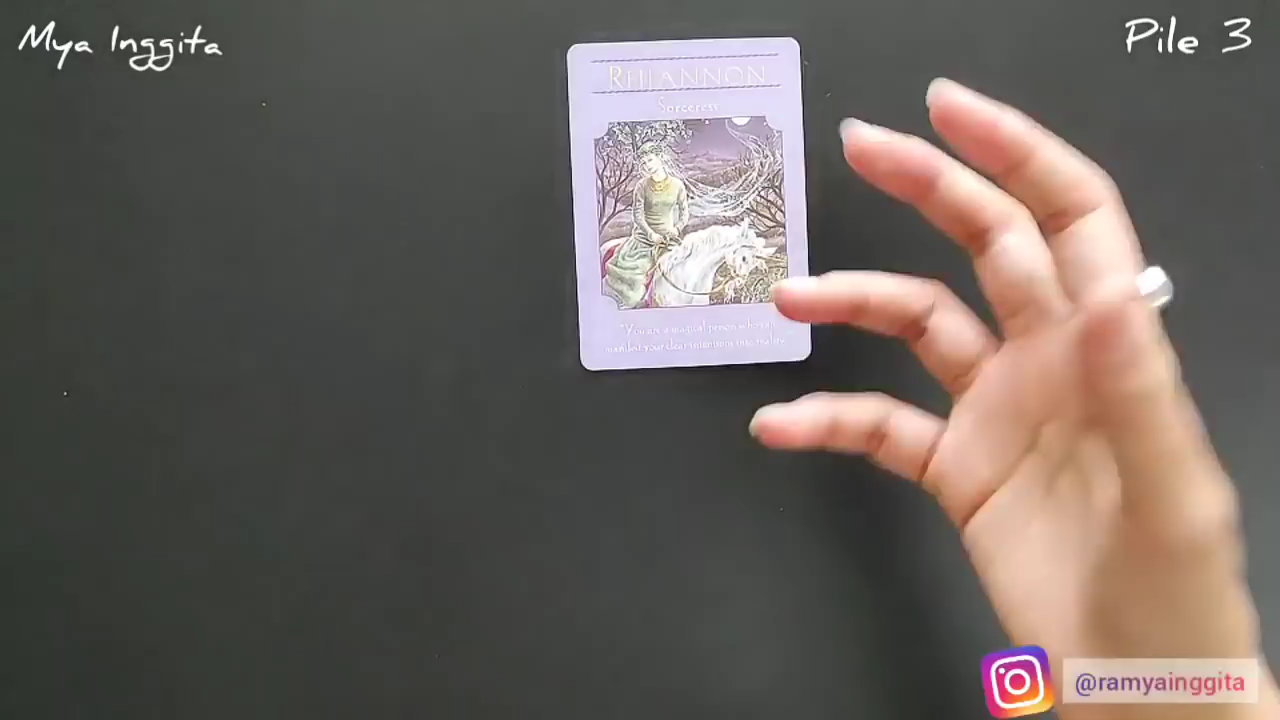 Mya Inggita
Pile 3
RHIANNON
Sorceress
"You are a magical person who can
manifest your clear intentions into reality
@ramyainggita